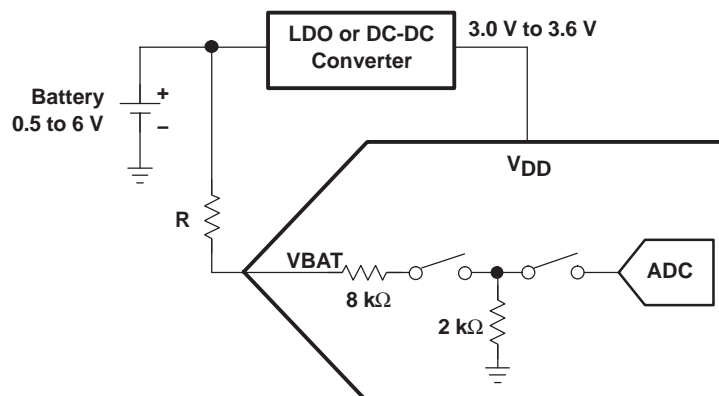 LDO or DC-DC
Converter
3.0 V to 3.6 V
Battery
0.5 to 6 V
+
–
VDD
R
VBAT
8 kΩ
2 kΩ
ADC